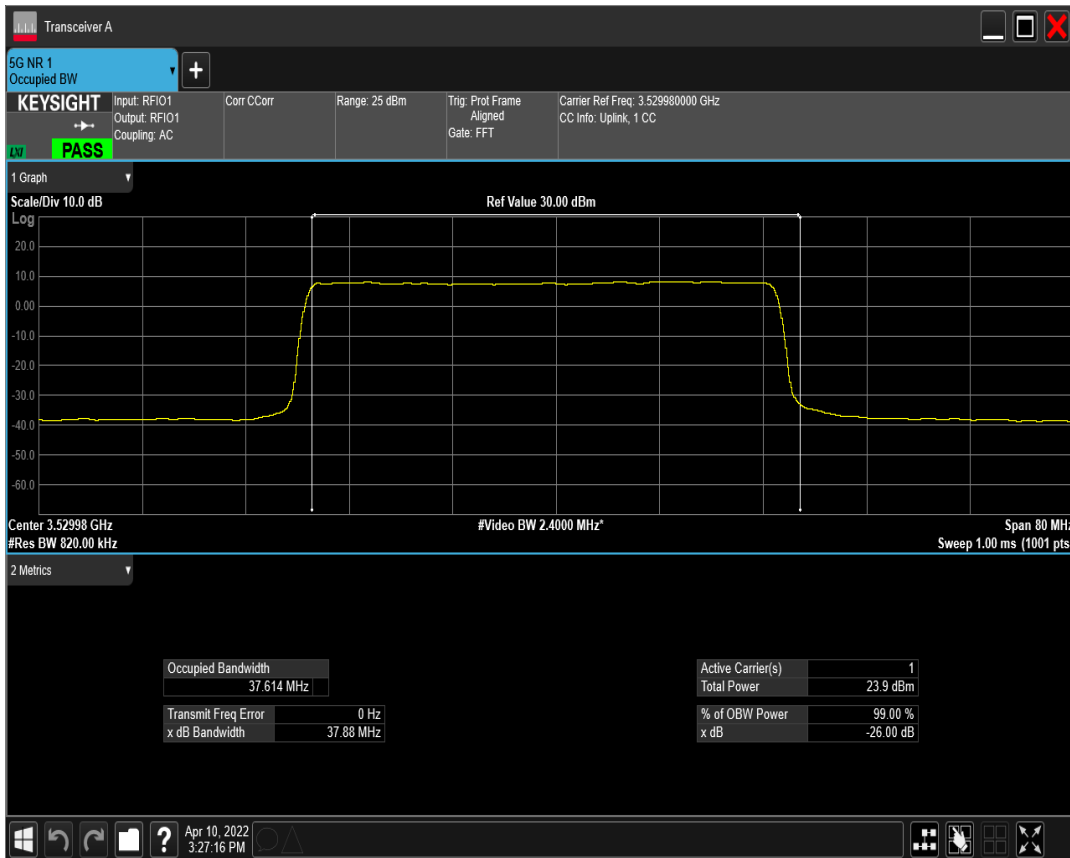 Transceiver A
5G NR 1
Occupied BW
+
KEYSIGHT
LXI
PASS
Input: RFIO1
Output: RFIO1
Coupling: AC
Corr CCorr
Range: 25 dBm
Trig: Prot Frame
Aligned
Gate: FFT
Carrier Ref Freq: 3.529980000 GHz
CC Info: Uplink, 1 CC
1 Graph
Scale/Div 10.0 dB
Ref Value 30.00 dBm
Log
20.0
10.0
0.00
-10.0
-20.0
-30.0
-40.0
-50.0
-60.0
Center 3.52998 GHz
#Video BW 2.4000 MHz*
Span 80 MHz
#Res BW 820.00 kHz
Sweep 1.00 ms (1001 pts
2 Metrics
Occupied Bandwidth
37.614 MHz
Transmit Freq Error 0 Hz
x dB Bandwidth 37.88 MHz
Active Carrier(s) 1
Total Power 23.9 dBm
% of OBW Power 99.00 %
x dB -26.00 dB
?
Apr 10, 2022
3:27:16 PM